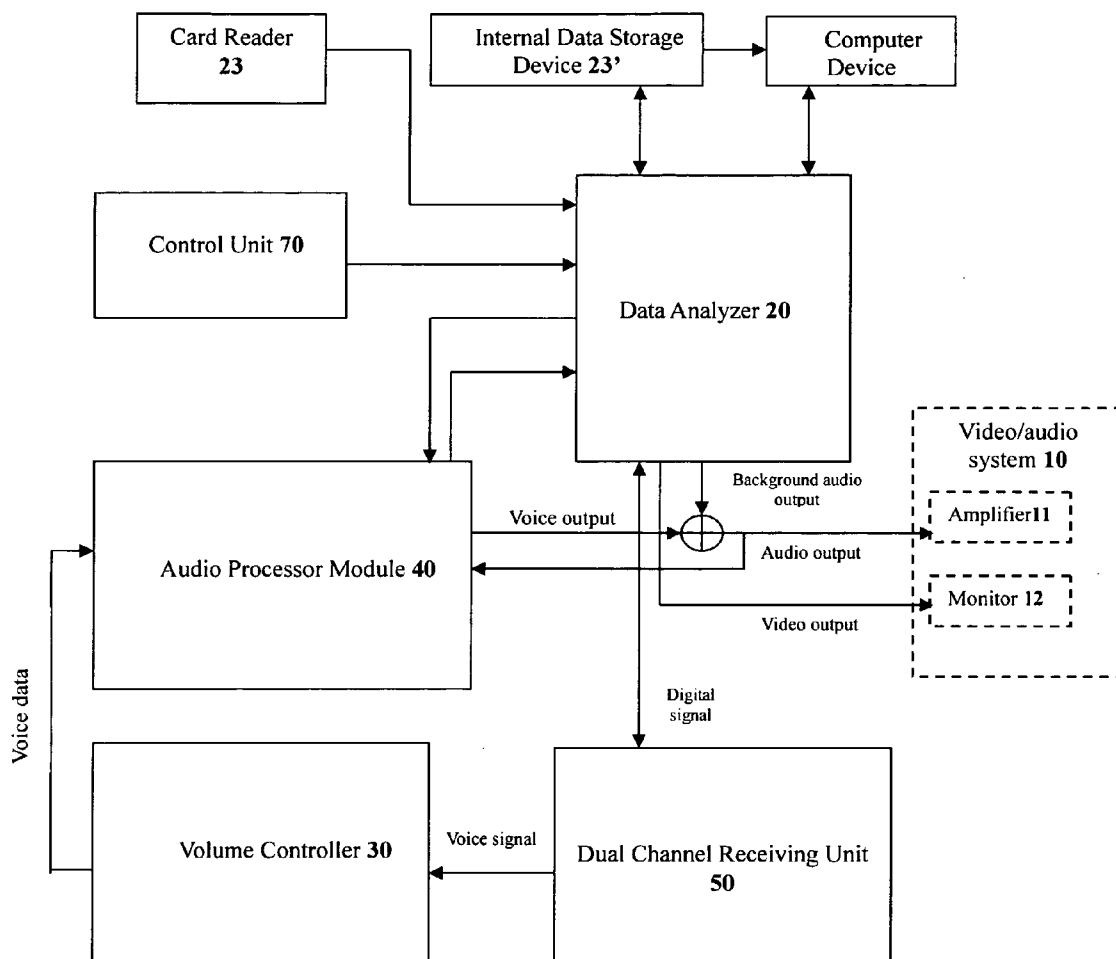 Card Reader
23
Internal Data Storage
Device 23’
Computer
Device
Control Unit 70
Data Analyzer 20
Video/audio
system 10
Background audio
output
Voice output
Amplifier11
Audio output
Audio Processor Module 40
Monitor 12
Video output
Voice data
Digital
signal
Voice signal
Volume Controller 30
Dual Channel Receiving Unit
50